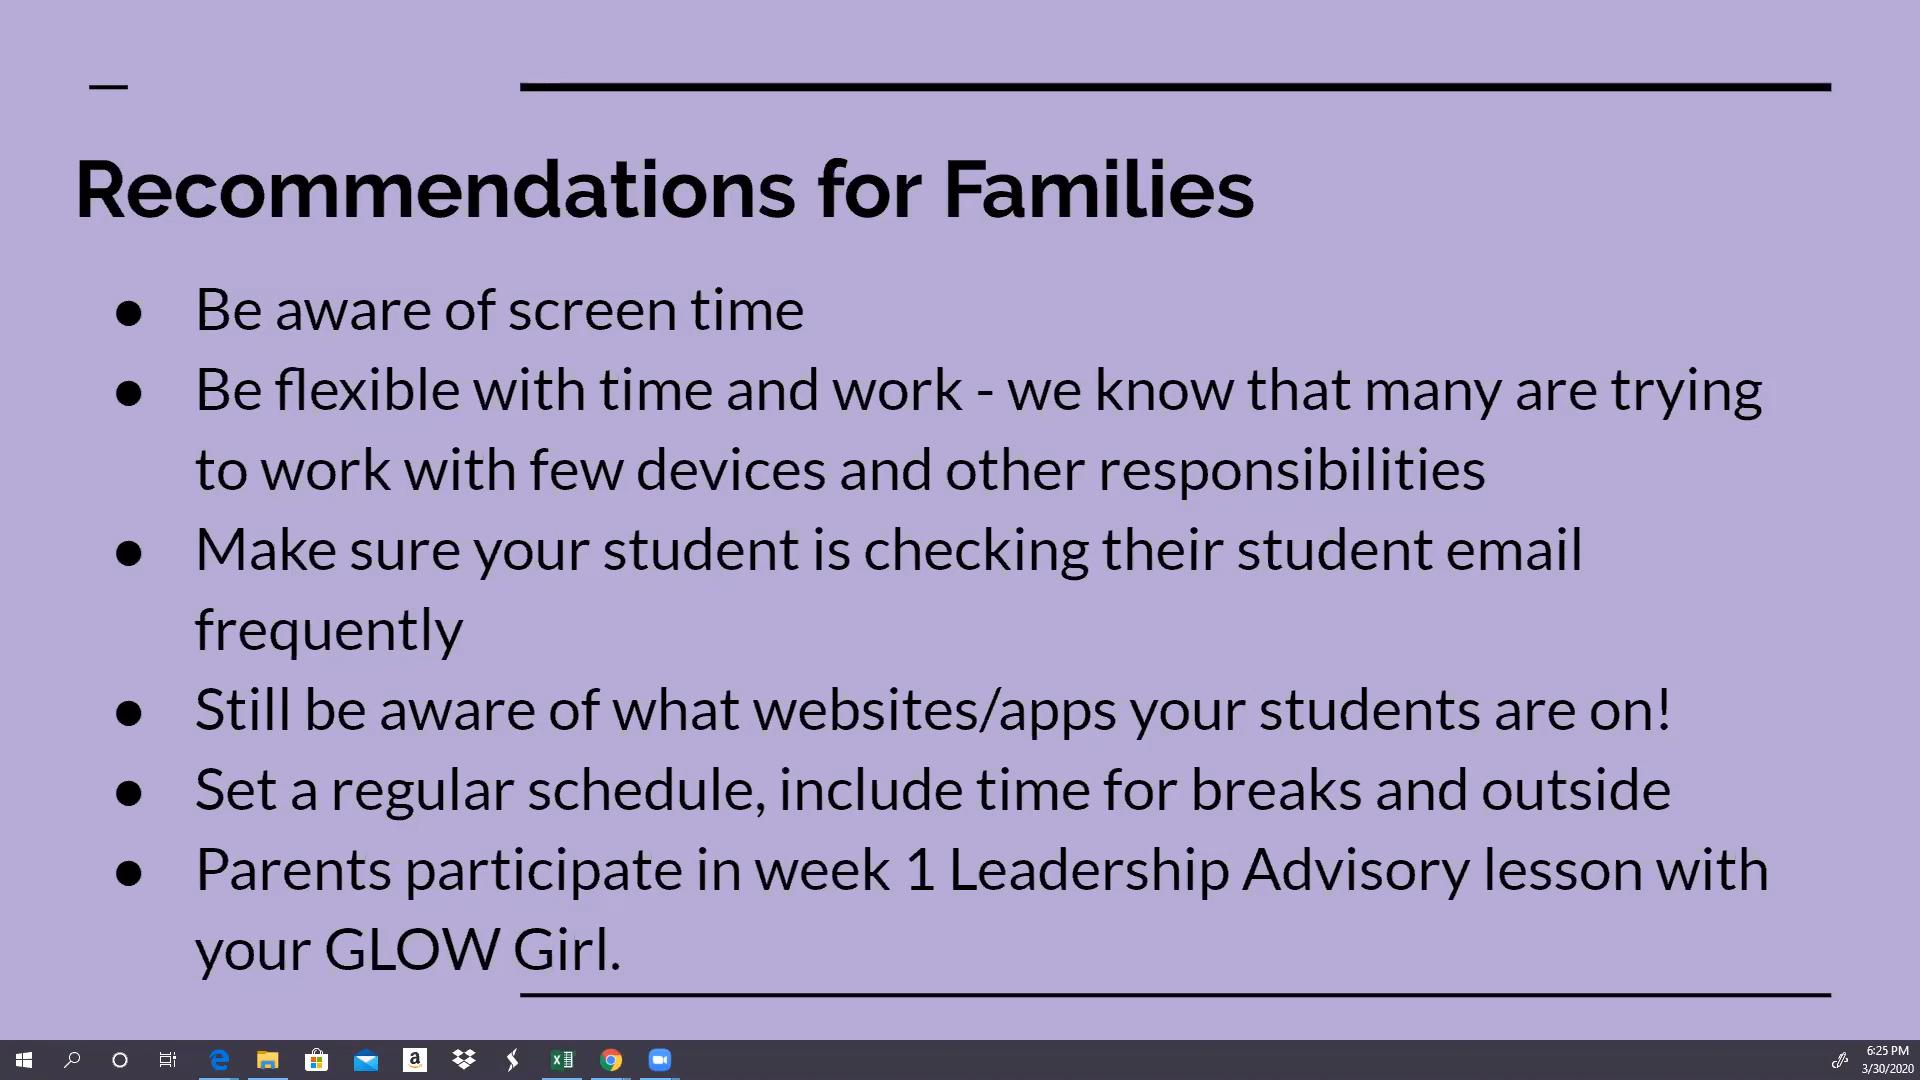 Recommendations for Families
● Be aware of screen time
● Be flexible with time and work - we know that many are trying
to work with few devices and other responsibilities
● Make sure your student is checking their student email
frequently
● Still be aware of what websites/apps your students are on!
● Set a regular schedule, include time for breaks and outside
● Parents participate in week 1 Leadership Advisory lesson with
your GLOW Girl.
6:25 PM
3/30/2020